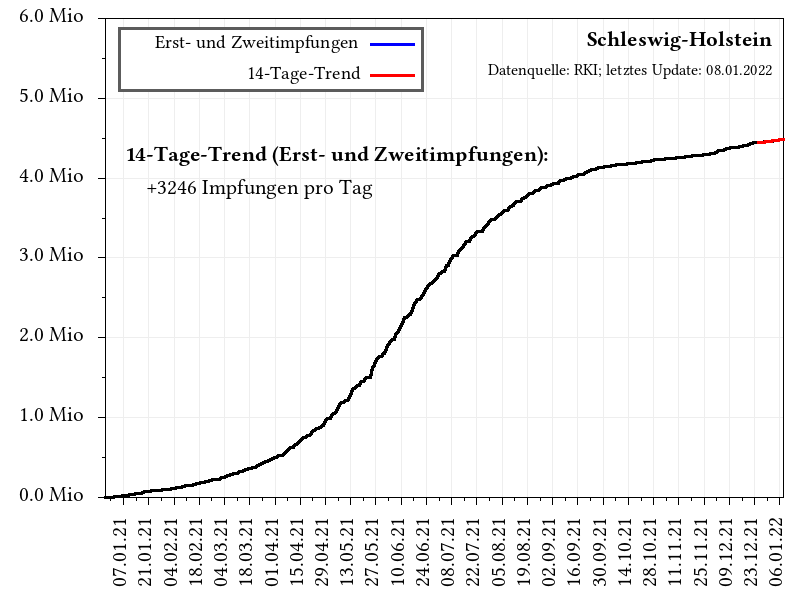 6.0 Mio
Erst- und Zweitimpfungen
14-Tage-Trend
Schleswig-Holstein
Datenquelle: RKI; letztes Update: 08.01.2022
5.0 Mio
14-Tage-Trend (Erst- und Zweitimpfungen):
+3246 Impfungen pro Tag
4.0 Mio
3.0 Mio
2.0 Mio
1.0 Mio
0.0 Mio
07.01.21
21.01.21
04.02.21
18.02.21
04.03.21
18.03.21
01.04.21
15.04.21
29.04.21
13.05.21
27.05.21
10.06.21
24.06.21
08.07.21
22.07.21
05.08.21
19.08.21
02.09.21
16.09.21
30.09.21
14.10.21
28.10.21
11.11.21
25.11.21
09.12.21
23.12.21
06.01.22